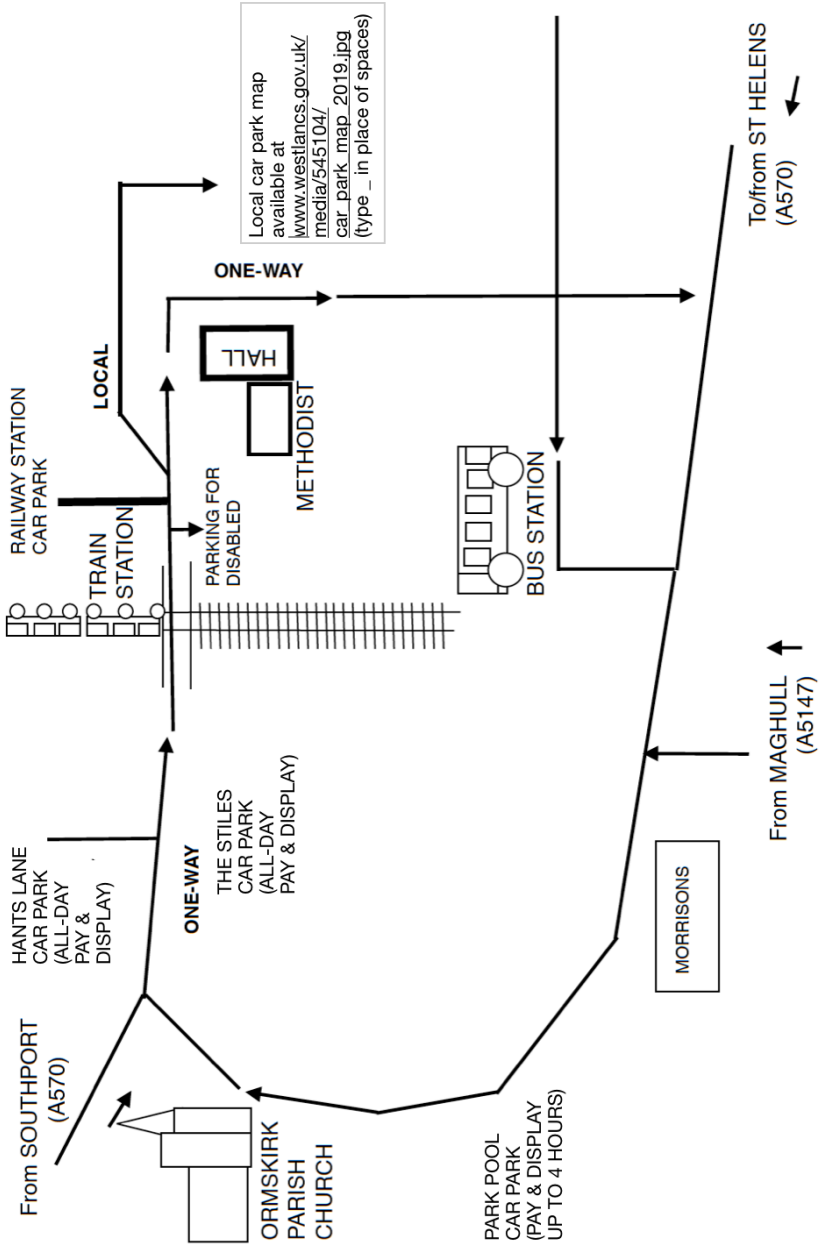 From SOUTHPORT
(A570)
HANTS LANE
CAR PARK
(ALL-DAY
PAY &
DISPLAY)
RAILWAY STATION
CAR PARK
TRAIN
STATION
LOCAL
Local car park map
available at
www.westlancs.gov.uk/
media/545104/
car_park_map_2019.jpg
(type _ in place of spaces)
ONE-WAY
THE STILES
CAR PARK
(ALL-DAY
PAY & DISPLAY)
PARKING FOR
DISABLED
HALL
METHODIST
ONE-WAY
ORMSKIRK
PARISH
CHURCH
BUS STATION
PARK POOL
CAR PARK
(PAY & DISPLAY
UP TO 4 HOURS)
MORRISONS
From MAGHULL
(A5147)
To/from ST HELENS
(A570)